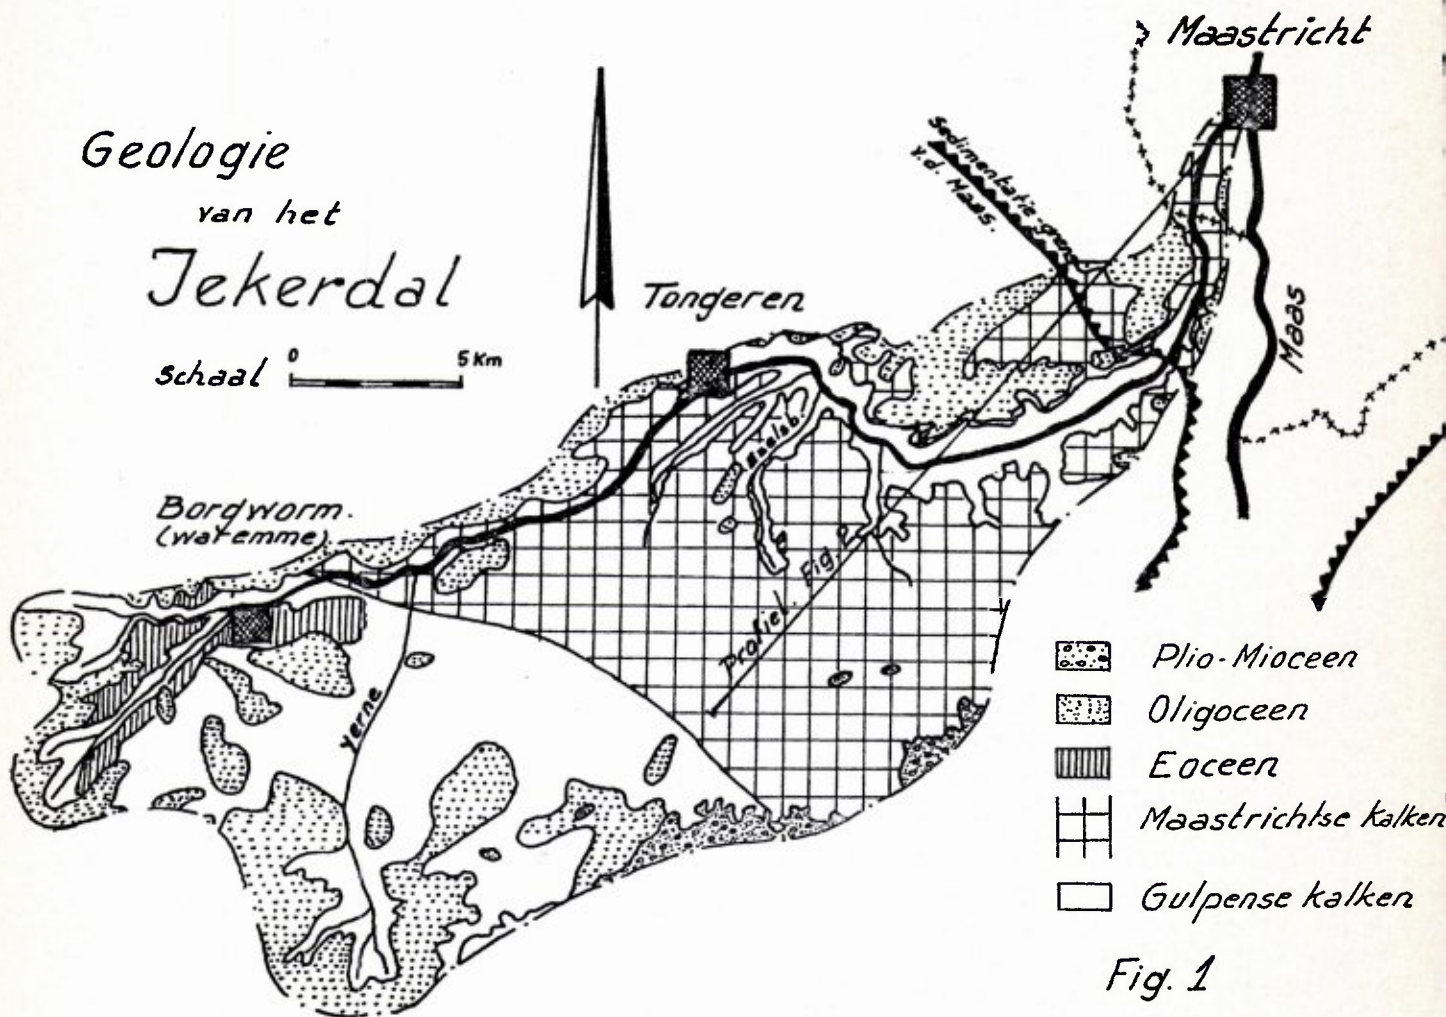 Geologie
van het
Jekerdal
schaal 0 5 Km
Maastricht
Sedimentatie-grens
v.d. Maas.
Tongeren
Maas
Borgworm.
(waremme)
Profiel. Fig 2.
yerne
Plio-Mioceen
Oligoceen
Eoceen
Maastrichtse kalken
Gulpense kalken
Fig. 1